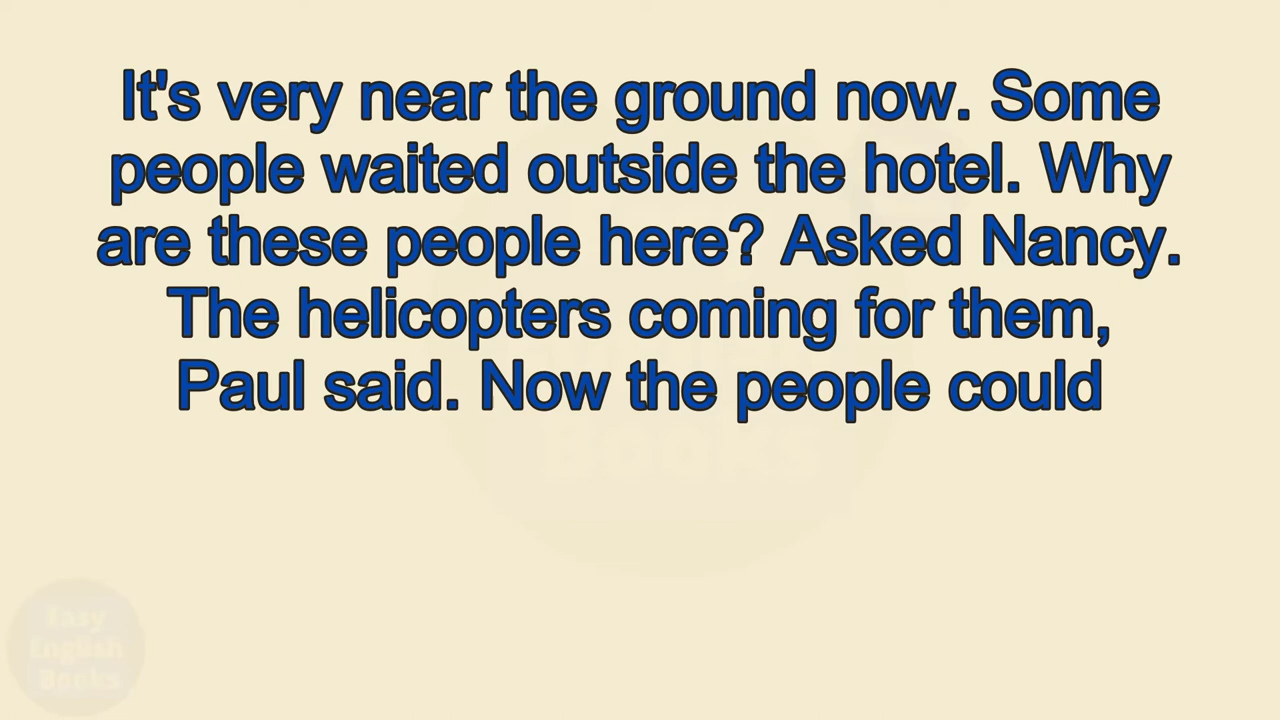 It's very near the ground now. Some
people waited outside the hotel. Why
are these people here? Asked Nancy.
The helicopters coming for them,
Paul said. Now the people could
BOOKS
Easy
English
Books